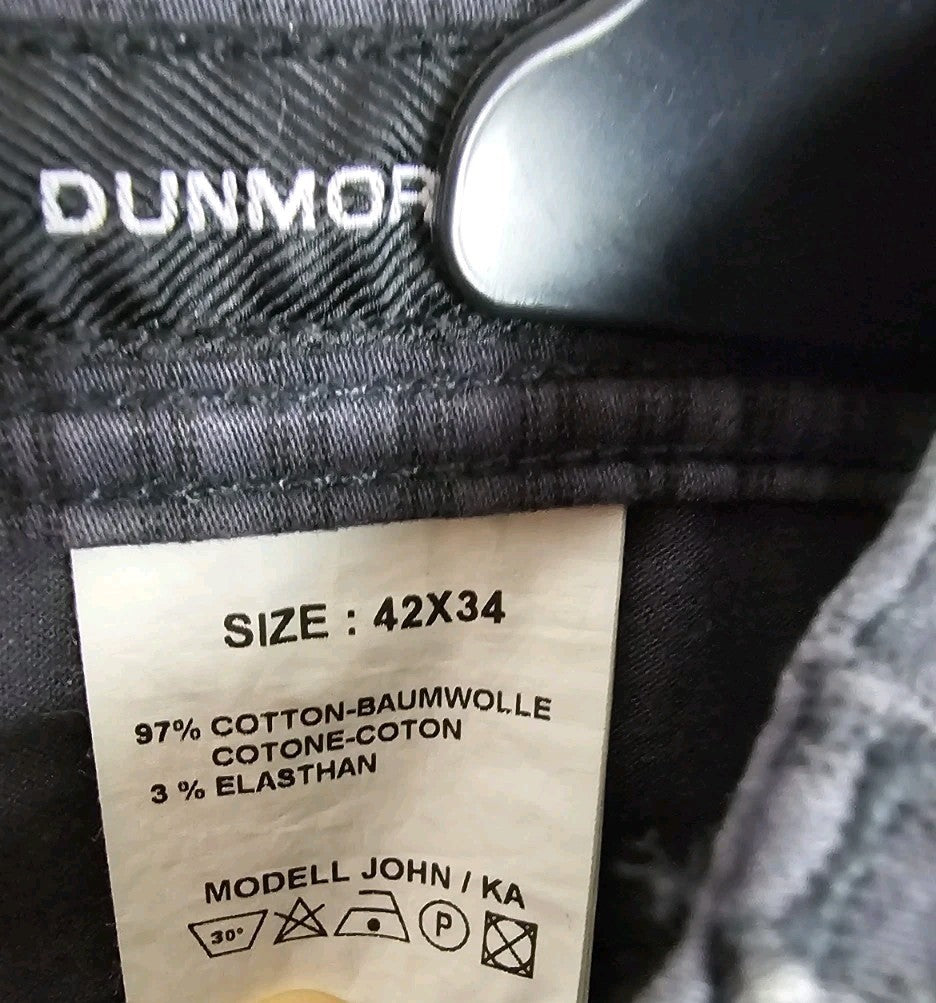 DUNMOR
SIZE : 42X34
97% COTTON-BAUMWOLLE
COTONE-COTON
3 % ELASTHAN
MODELL JOHN / KA
30° P